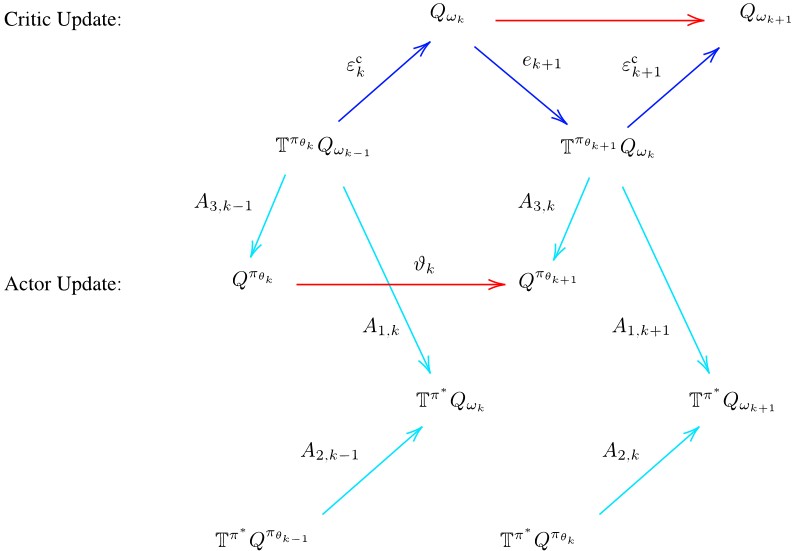 Critic Update: Q_{ω_k} Q_{ω_{k+1}}
ε_k^c e_{k+1} ε_{k+1}^c
𝕋^{π_{θ_k}} Q_{ω_{k-1}} 𝕋^{π_{θ_{k+1}}} Q_{ω_k}
A_{3,k-1} A_{3,k}
Actor Update: Q^{π_{θ_k}} ϑ_k Q^{π_{θ_{k+1}}}
A_{1,k} A_{1,k+1}
𝕋^{π^*} Q_{ω_k} 𝕋^{π^*} Q_{ω_{k+1}}
A_{2,k-1} A_{2,k}
𝕋^{π^*} Q^{π_{θ_{k-1}}} 𝕋^{π^*} Q^{π_{θ_k}}